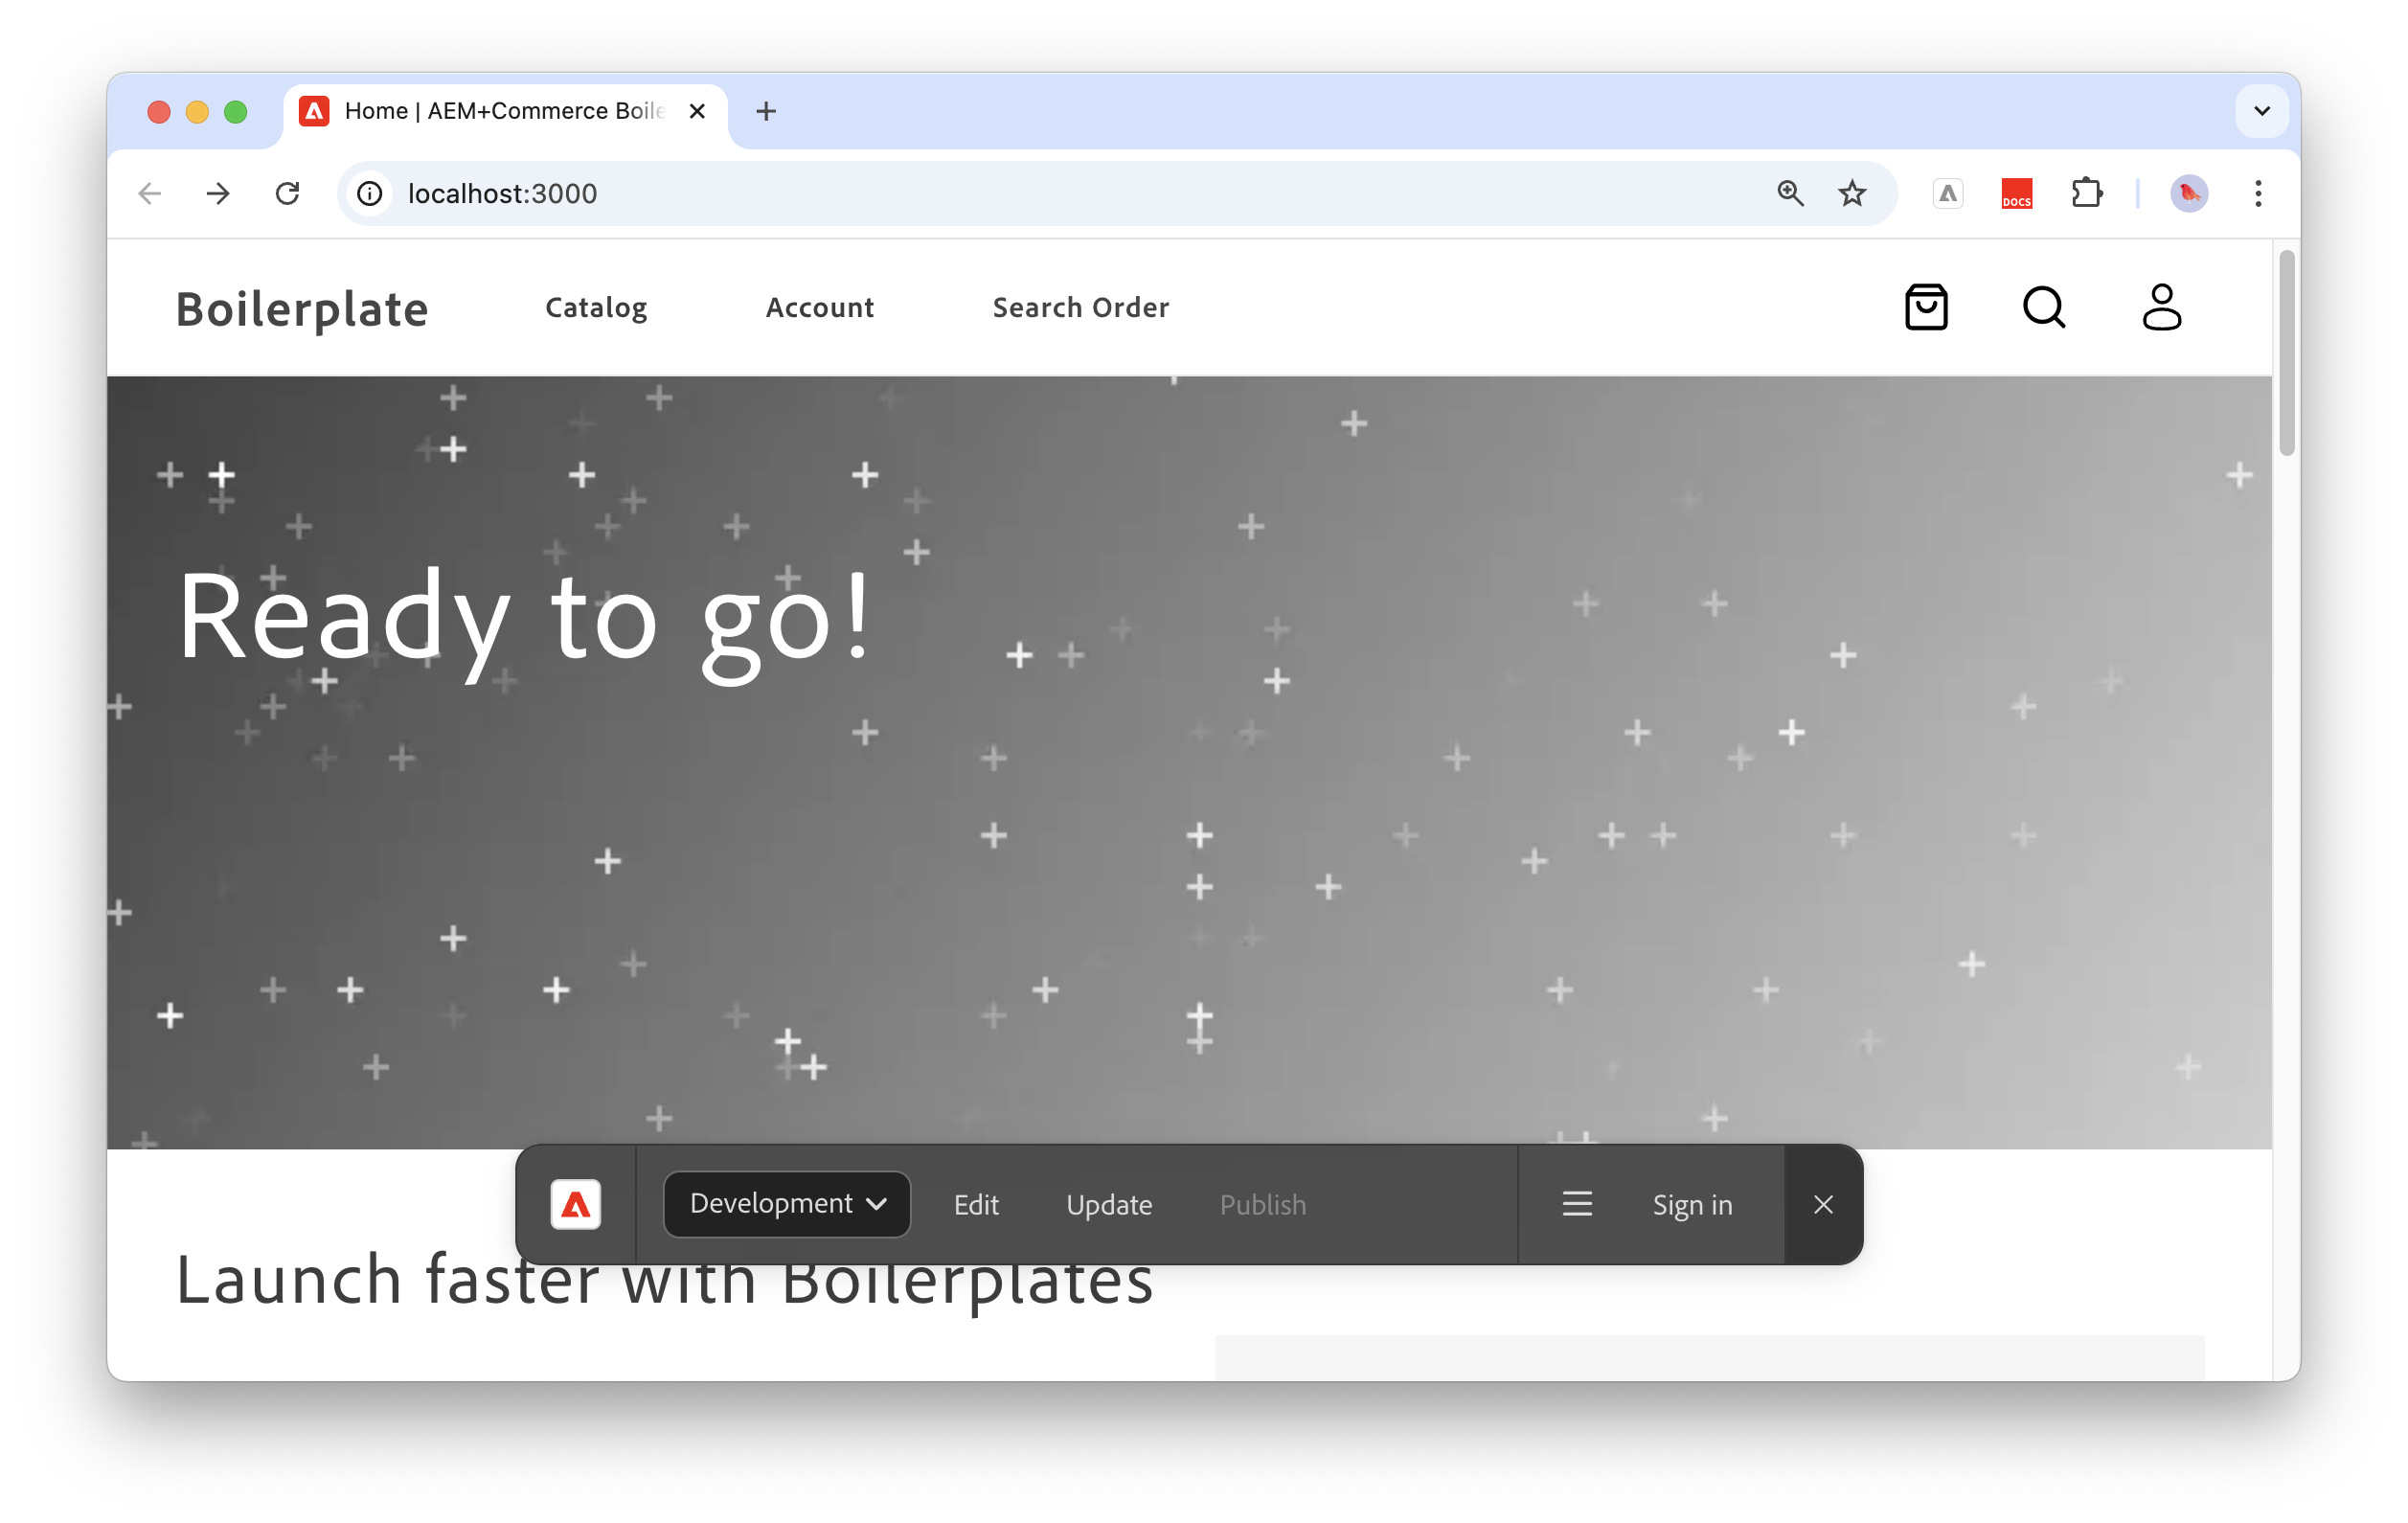 Home | AEM+Commerce Boile
localhost:3000
DOCS
Boilerplate
Catalog
Account
Search Order
Ready to go!
Development
Edit
Update
Publish
Sign in
Launch faster with Boilerplates